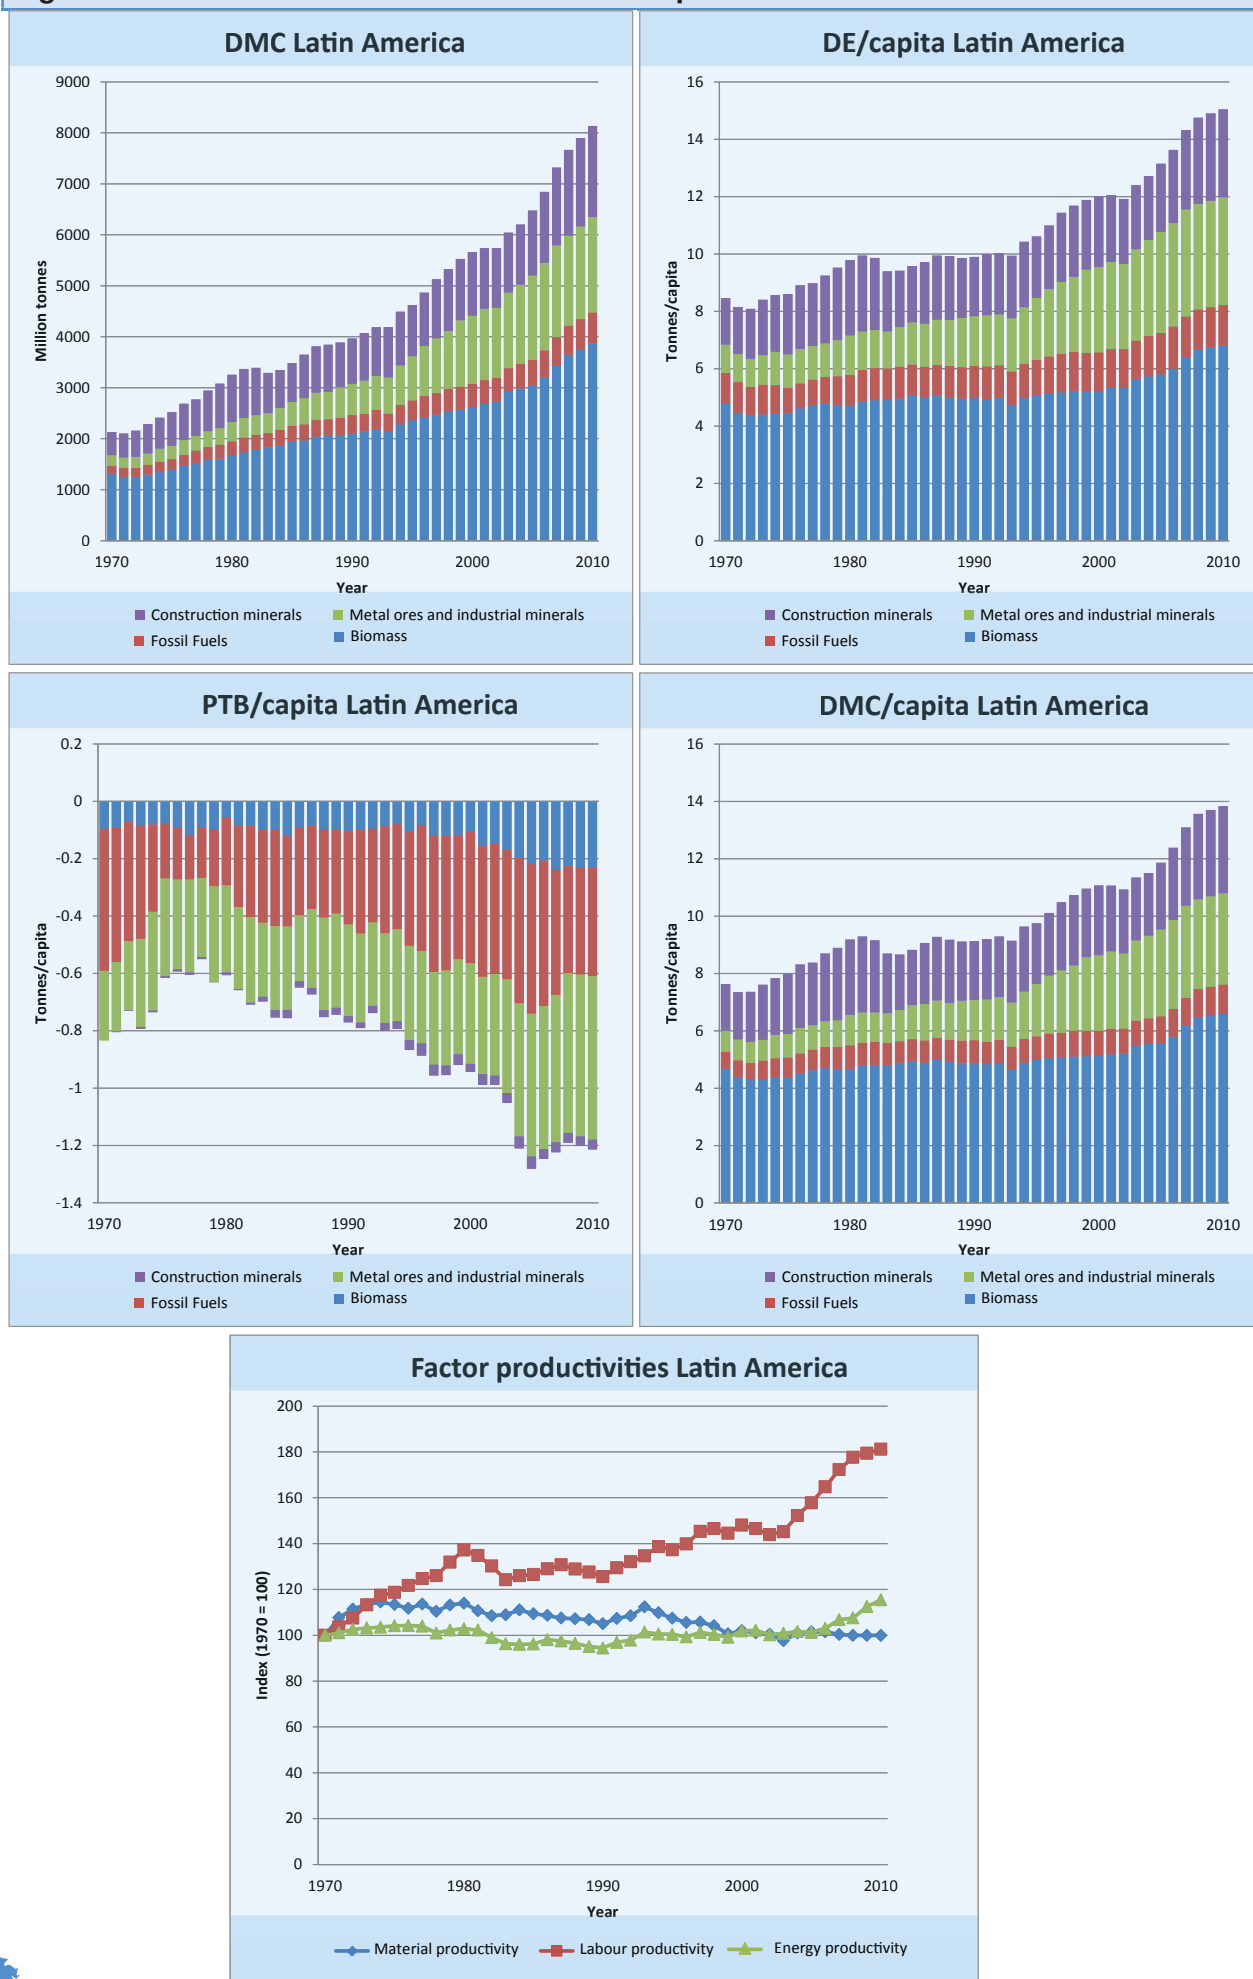 DMC Latin America
9000
8000
7000
6000
5000
4000
3000
2000
1000
0
Million tonnes
1970 1980 1990 2000 2010
Year
Construction minerals Metal ores and industrial minerals
Fossil Fuels Biomass
DE/capita Latin America
16
14
12
10
8
6
4
2
0
Tonnes/capita
1970 1980 1990 2000 2010
Year
Construction minerals Metal ores and industrial minerals
Fossil Fuels Biomass
PTB/capita Latin America
0.2
0
-0.2
-0.4
-0.6
-0.8
-1
-1.2
-1.4
Tonnes/capita
1970 1980 1990 2000 2010
Year
Construction minerals Metal ores and industrial minerals
Fossil Fuels Biomass
DMC/capita Latin America
16
14
12
10
8
6
4
2
0
Tonnes/capita
1970 1980 1990 2000 2010
Year
Construction minerals Metal ores and industrial minerals
Fossil Fuels Biomass
Factor productivities Latin America
200
180
160
140
120
100
80
60
40
20
0
Index (1970 = 100)
1970 1980 1990 2000 2010
Year
Material productivity Labour productivity Energy productivity